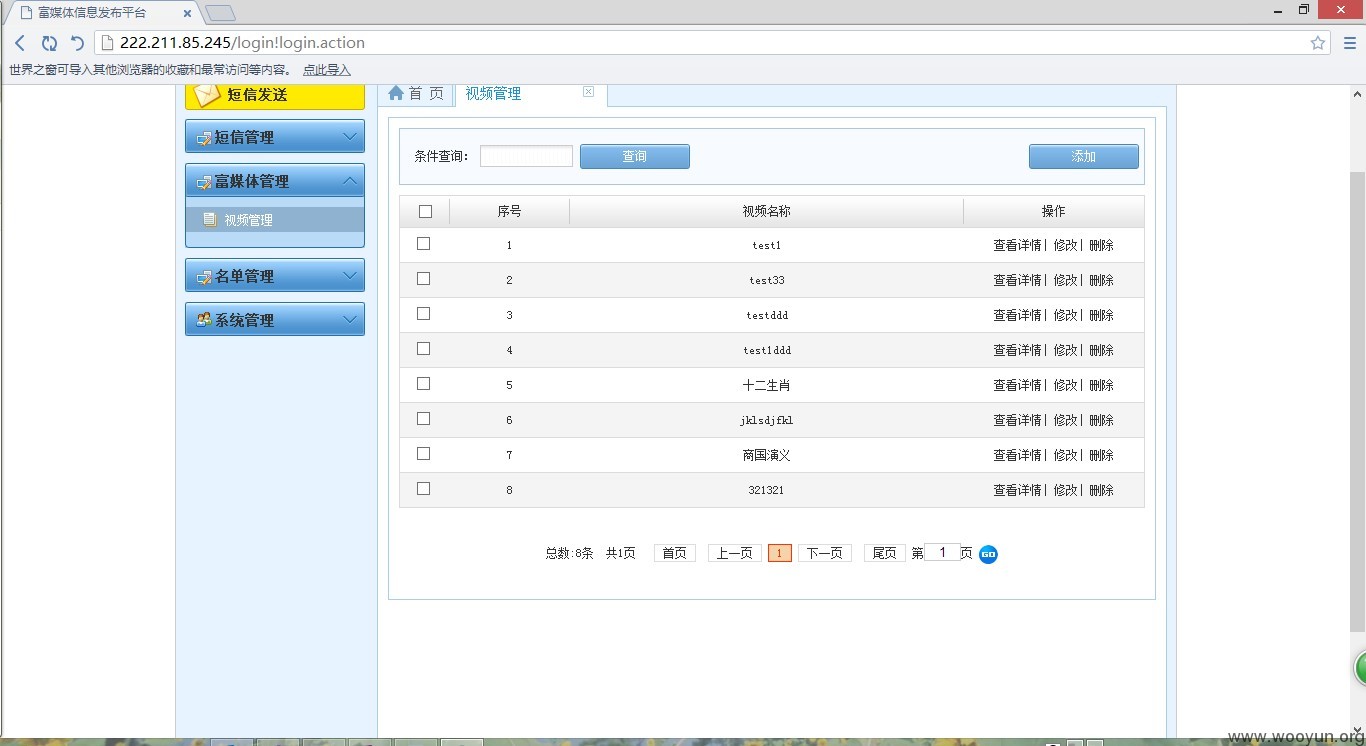 富媒体信息发布平台
222.211.85.245/login!login.action
世界之窗可导入其他浏览器的收藏和最常访问等内容。 点此导入
短信发送
短信管理
富媒体管理
视频管理
名单管理
系统管理
首 页 视频管理
条件查询: 查询 添加
序号 视频名称 操作
1 test1 查看详情| 修改| 删除
2 test33 查看详情| 修改| 删除
3 testddd 查看详情| 修改| 删除
4 test1ddd 查看详情| 修改| 删除
5 十二生肖 查看详情| 修改| 删除
6 jklsdjfkl 查看详情| 修改| 删除
7 商国演义 查看详情| 修改| 删除
8 321321 查看详情| 修改| 删除
总数:8条 共1页 首页 上一页 1 下一页 尾页 第 1 页 GO
www.wooyun.org